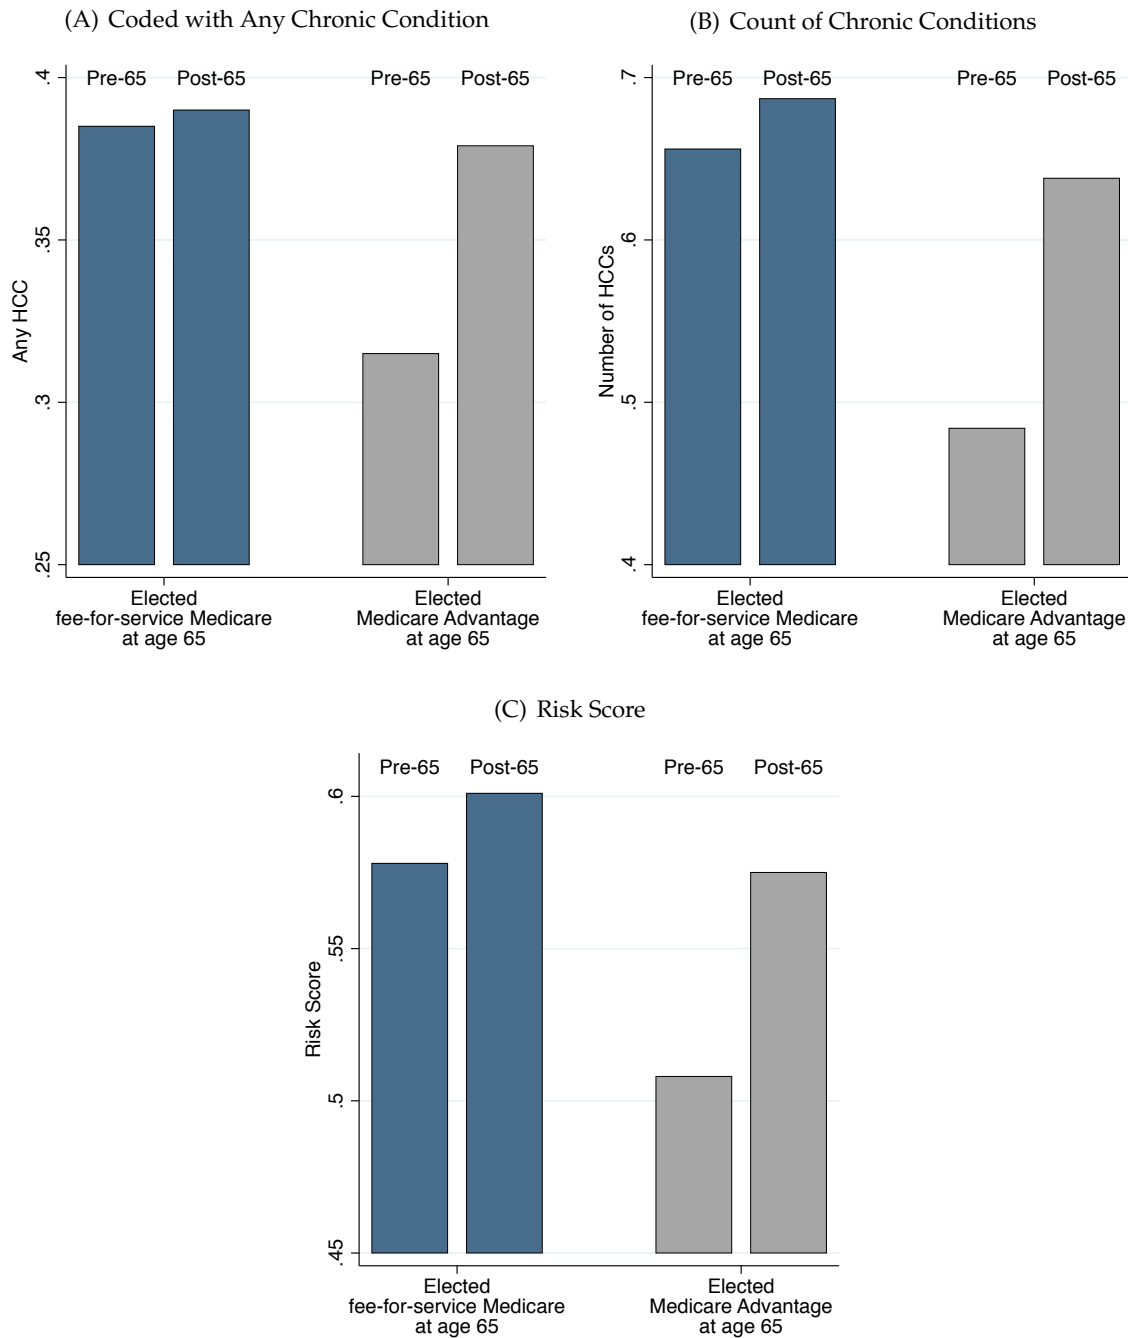 (A) Coded with Any Chronic Condition
Pre-65 Post-65 Pre-65 Post-65
.4
.35
.3
.25
Any HCC
Elected
fee-for-service Medicare
at age 65
Elected
Medicare Advantage
at age 65
(B) Count of Chronic Conditions
Pre-65 Post-65 Pre-65 Post-65
.7
.6
.5
.4
Number of HCCs
Elected
fee-for-service Medicare
at age 65
Elected
Medicare Advantage
at age 65
(C) Risk Score
Pre-65 Post-65 Pre-65 Post-65
.6
.55
.5
.45
Risk Score
Elected
fee-for-service Medicare
at age 65
Elected
Medicare Advantage
at age 65